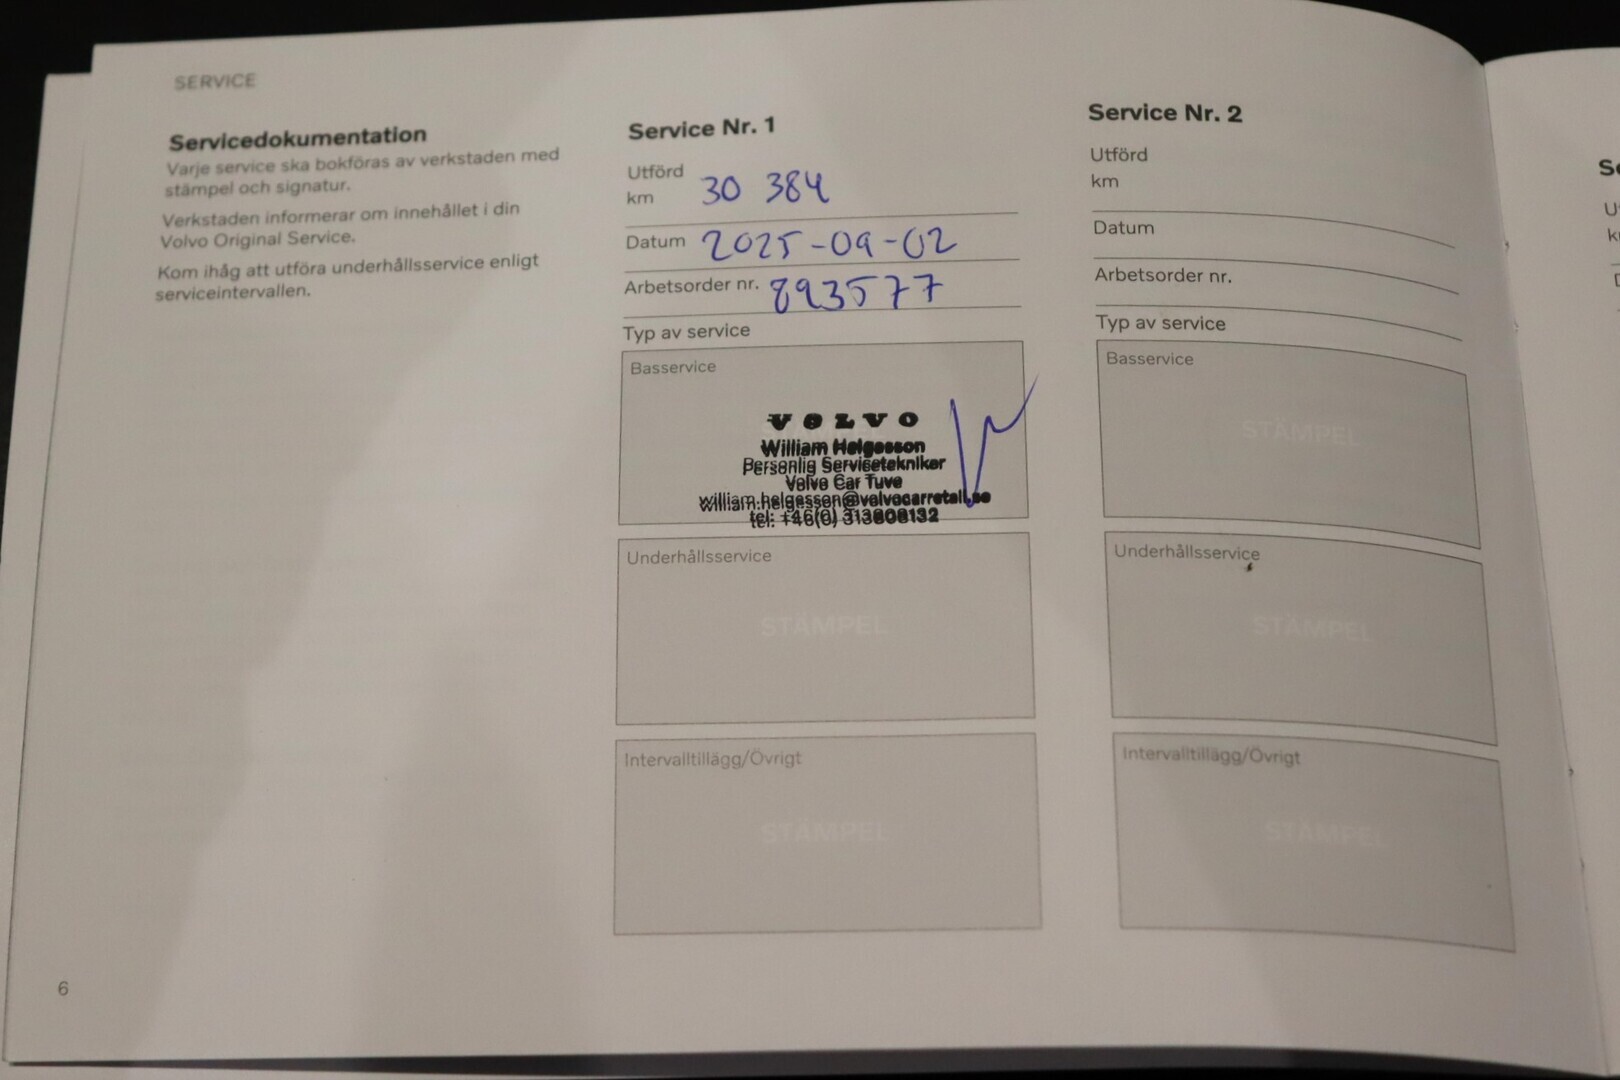 SERVICE
Servicedokumentation
Varje service ska bokföras av verkstaden med
stämpel och signatur.
Verkstaden informerar om innehållet i din
Volvo Original Service.
Kom ihåg att utföra underhållsservice enligt
serviceintervallen.
6
Service Nr. 1
Utförd
km 30 384
Datum 2025-09-02
Arbetsorder nr. 893577
Typ av service
Basservice
VOLVO
William Helgesson
Personlig Servicetekniker
Volvo Car Tuve
william.helgesson@volvocarretail.se
tel: +46(0) 313808132
Underhållsservice
STÄMPEL
Intervalltillägg/Övrigt
STÄMPEL
Service Nr. 2
Utförd
km
Datum
Arbetsorder nr.
Typ av service
Basservice
STÄMPEL
Underhållsservice
STÄMPEL
Intervalltillägg/Övrigt
STÄMPEL